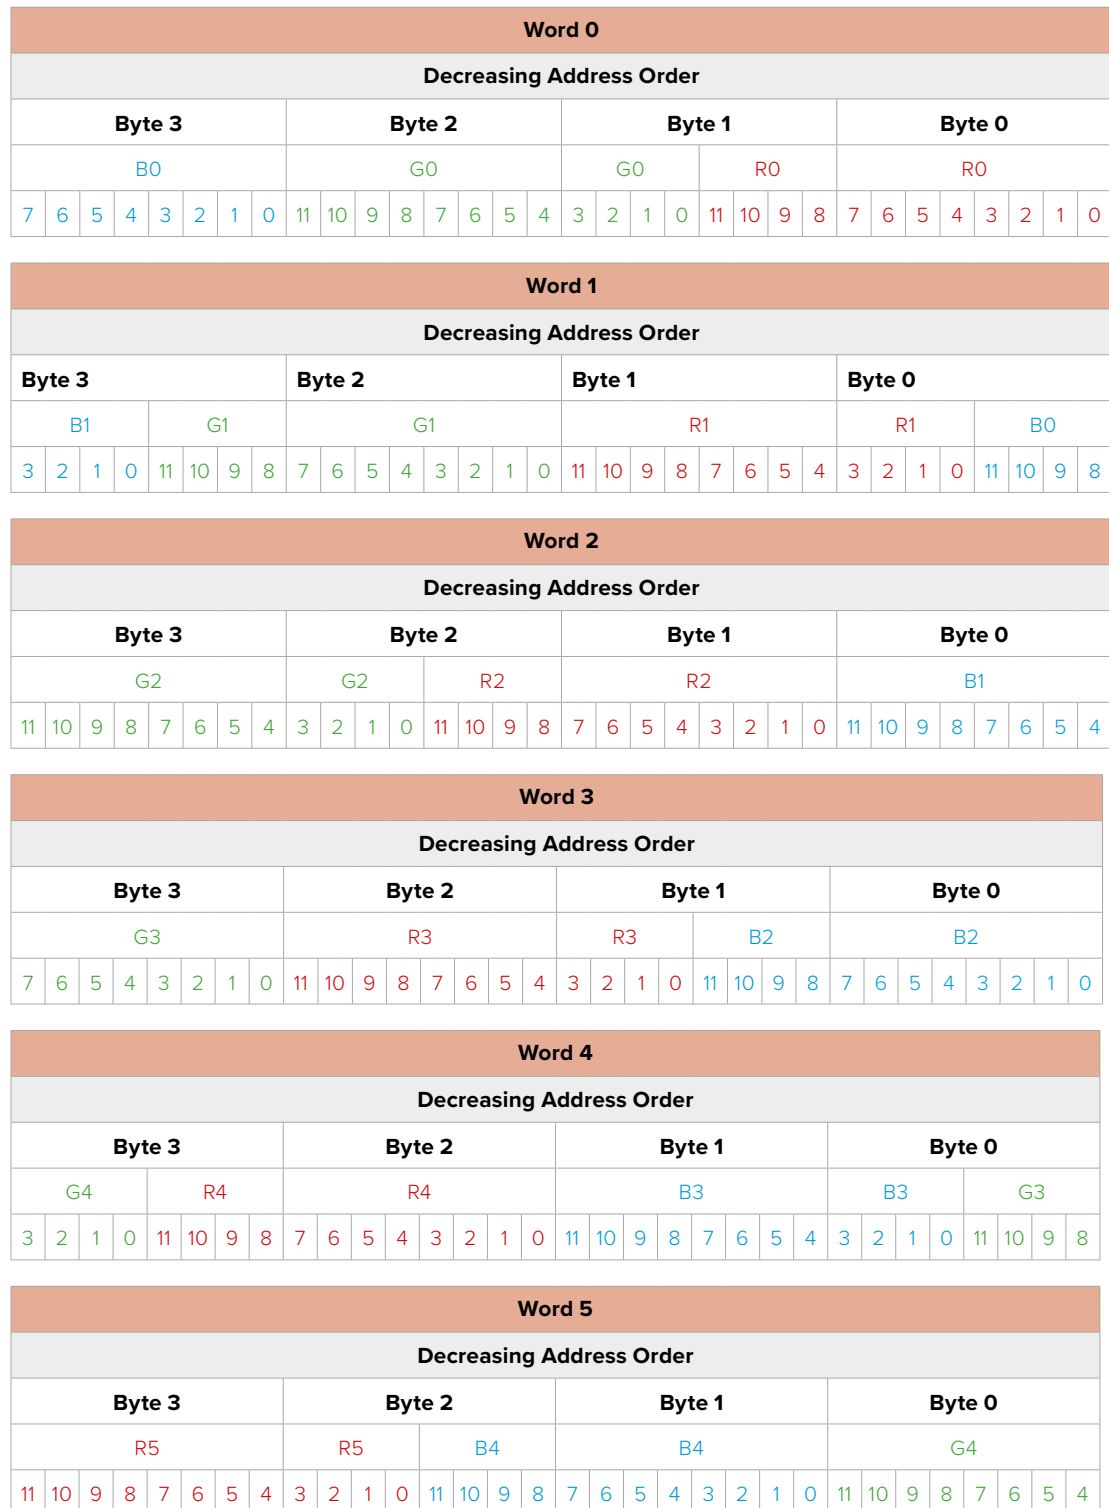 Word 0
Decreasing Address Order
Byte 3 Byte 2 Byte 1 Byte 0
B0 G0 G0 R0 R0
7 6 5 4 3 2 1 0 11 10 9 8 7 6 5 4 3 2 1 0 11 10 9 8 7 6 5 4 3 2 1 0
Word 1
Decreasing Address Order
Byte 3 Byte 2 Byte 1 Byte 0
B1 G1 G1 R1 R1 B0
3 2 1 0 11 10 9 8 7 6 5 4 3 2 1 0 11 10 9 8 7 6 5 4 3 2 1 0 11 10 9 8
Word 2
Decreasing Address Order
Byte 3 Byte 2 Byte 1 Byte 0
G2 G2 R2 R2 B1
11 10 9 8 7 6 5 4 3 2 1 0 11 10 9 8 7 6 5 4 3 2 1 0 11 10 9 8 7 6 5 4
Word 3
Decreasing Address Order
Byte 3 Byte 2 Byte 1 Byte 0
G3 R3 R3 B2 B2
7 6 5 4 3 2 1 0 11 10 9 8 7 6 5 4 3 2 1 0 11 10 9 8 7 6 5 4 3 2 1 0
Word 4
Decreasing Address Order
Byte 3 Byte 2 Byte 1 Byte 0
G4 R4 R4 B3 B3 G3
3 2 1 0 11 10 9 8 7 6 5 4 3 2 1 0 11 10 9 8 7 6 5 4 3 2 1 0 11 10 9 8
Word 5
Decreasing Address Order
Byte 3 Byte 2 Byte 1 Byte 0
R5 R5 B4 B4 G4
11 10 9 8 7 6 5 4 3 2 1 0 11 10 9 8 7 6 5 4 3 2 1 0 11 10 9 8 7 6 5 4